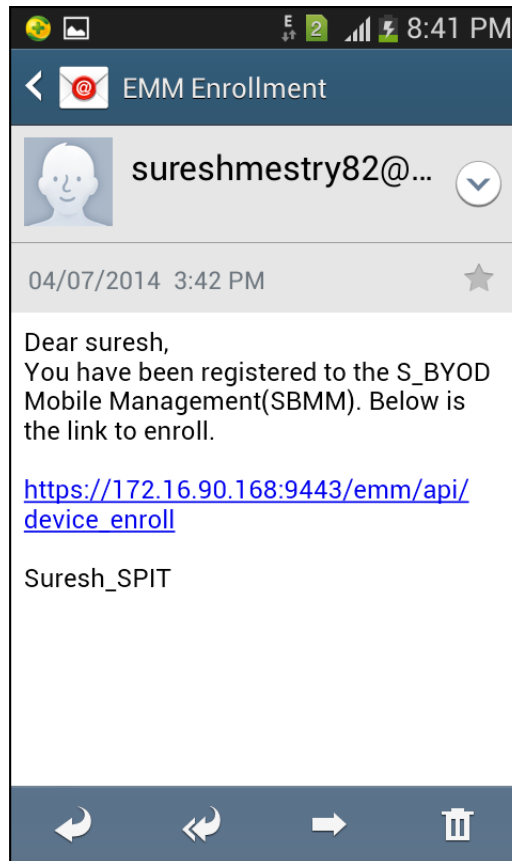 E 2 8:41 PM
@ EMM Enrollment
sureshmestry82@...
04/07/2014 3:42 PM
Dear suresh,
You have been registered to the S_BYOD
Mobile Management(SBMM). Below is
the link to enroll.
https://172.16.90.168:9443/emm/api/
device_enroll
Suresh_SPIT